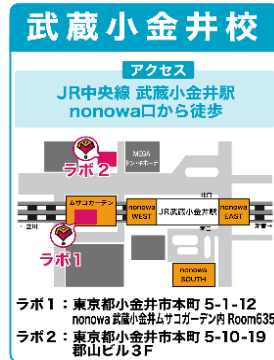 武蔵小金井校
アクセス
JR中央線 武蔵小金井駅
nonowa口から徒歩
ラボ2
ムサコガーデン
nonowa WEST
JR武蔵小金井駅
nonowa EAST
北口
ラボ1
nonowa SOUTH
ラボ1:東京都小金井市本町 5-1-12
nonowa 武蔵小金井ムサコガーデン内 Room635
ラボ2:東京都小金井市本町 5-10-19
郡山ビル3F